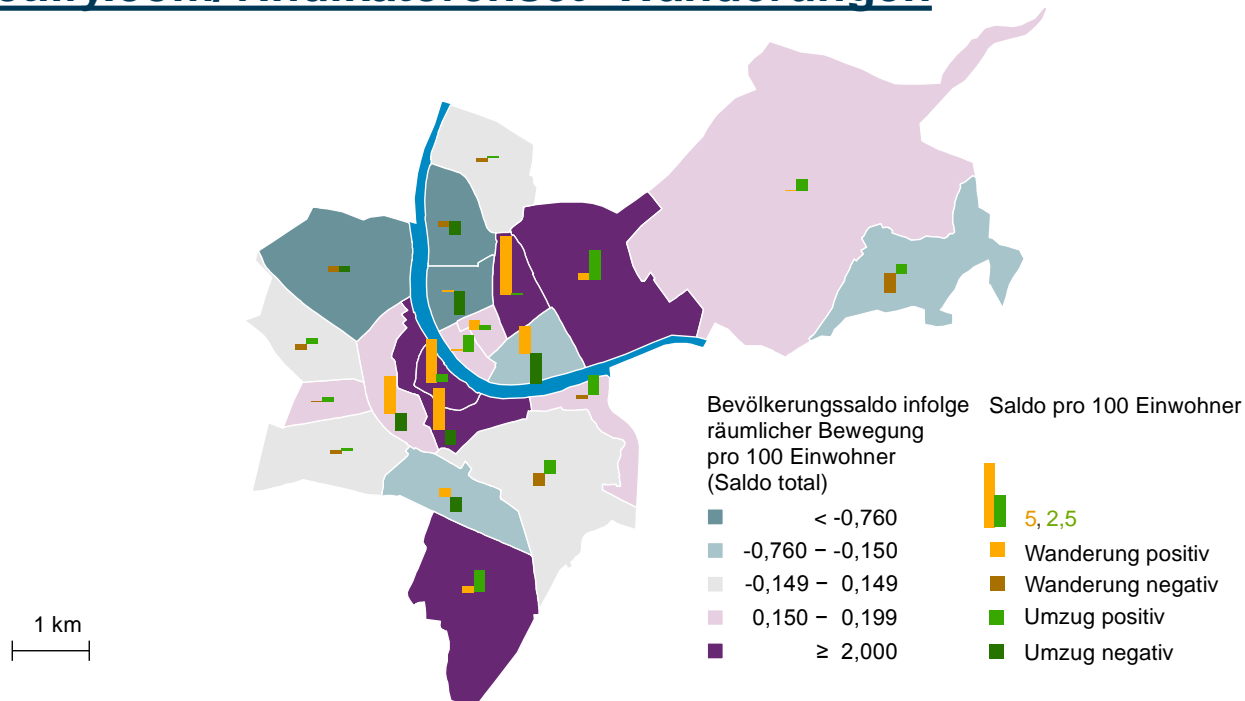 Bevölkerungssaldo infolge
räumlicher Bewegung
pro 100 Einwohner
(Saldo total)
< -0,760
-0,760 – -0,150
-0,149 – 0,149
0,150 – 0,199
≥ 2,000
Saldo pro 100 Einwohner
5, 2,5
Wanderung positiv
Wanderung negativ
Umzug positiv
Umzug negativ
1 km